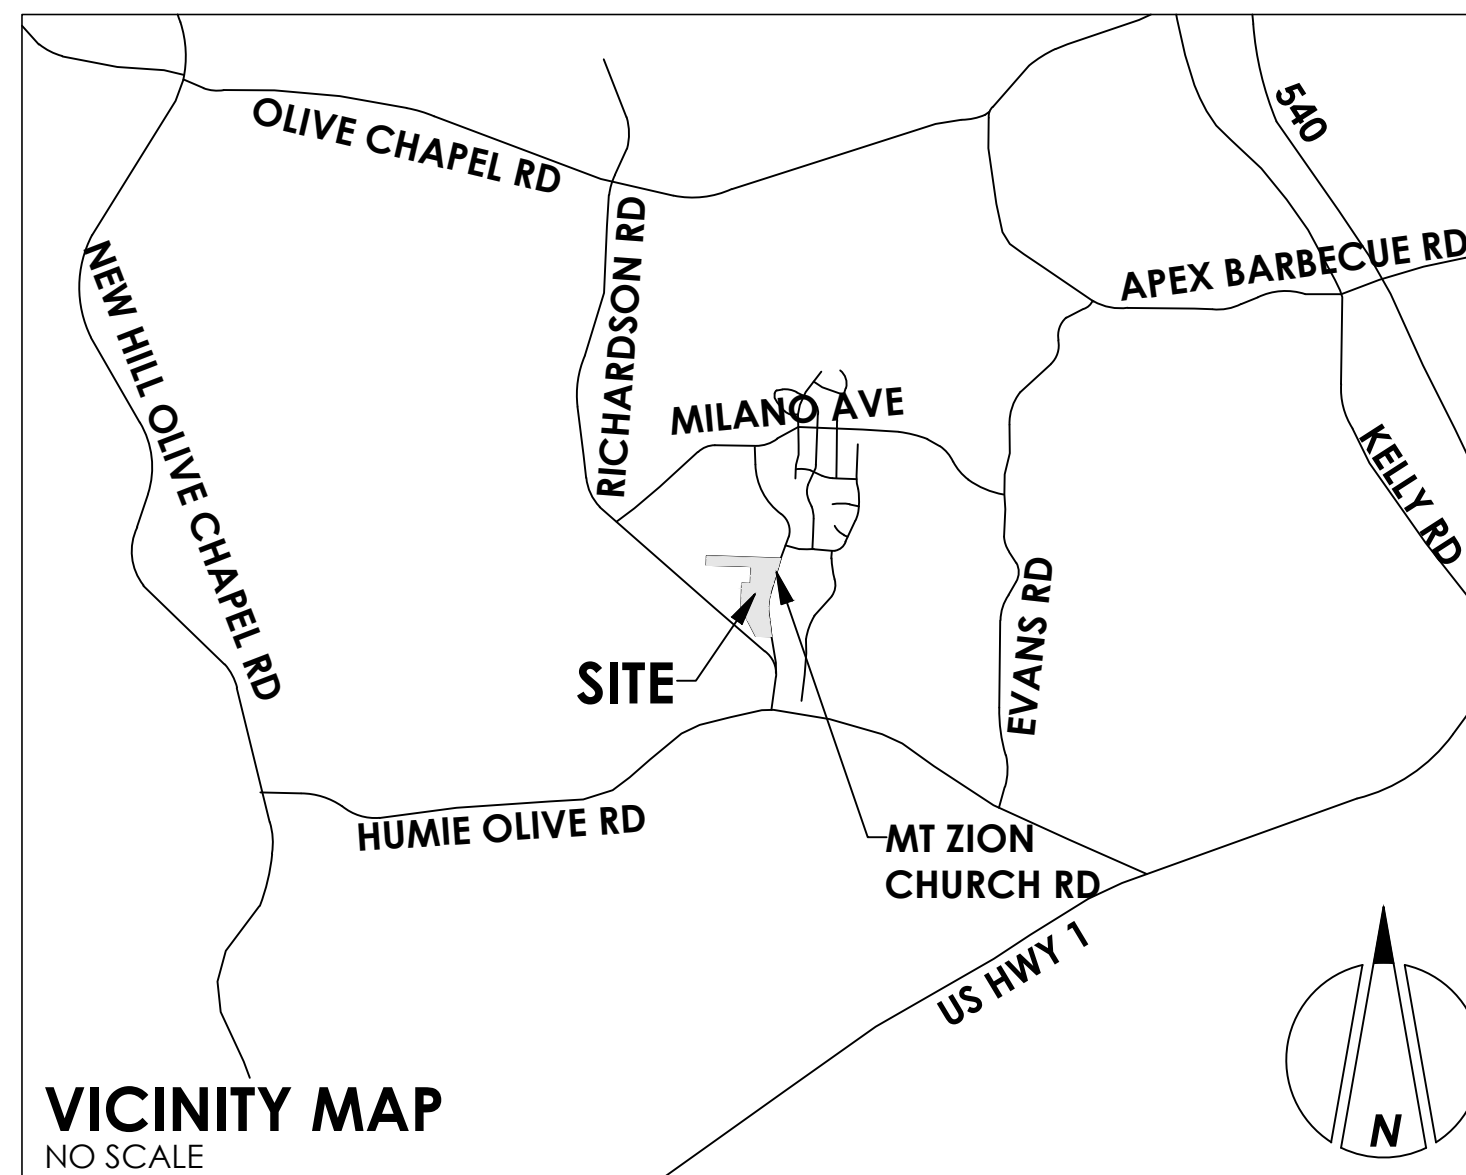 OLIVE CHAPEL RD
540
NEW HILL OLIVE CHAPEL RD
RICHARDSON RD
APEX BARBECUE RD
MILANO AVE
KELLY RD
EVANS RD
SITE
HUMIE OLIVE RD
MT ZION
CHURCH RD
US HWY 1
VICINITY MAP
NO SCALE
N